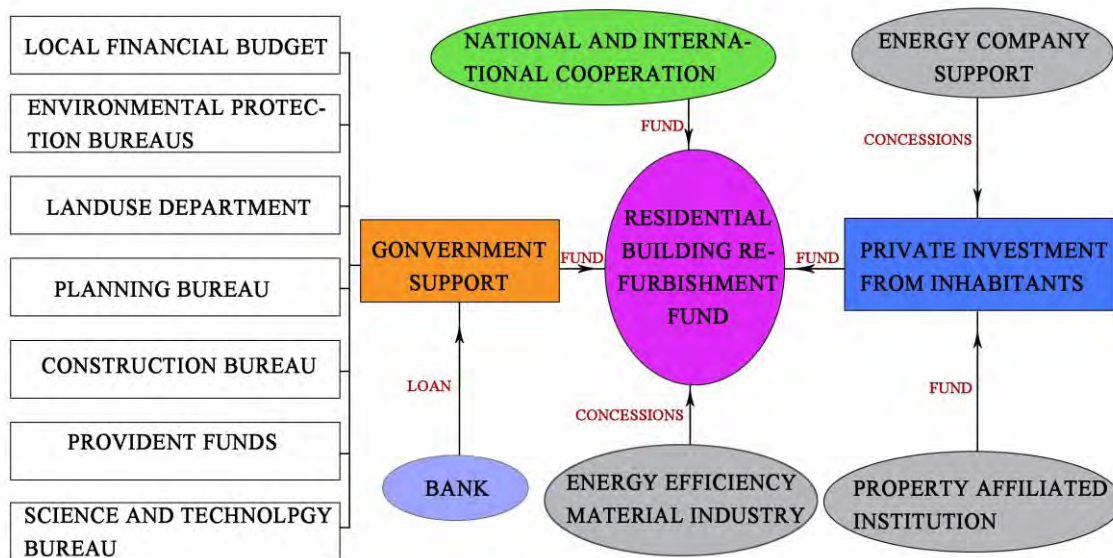 LOCAL FINANCIAL BUDGET
ENVIRONMENTAL PROTEC-
TION BUREAUS
LANDUSE DEPARTMENT
PLANNING BUREAU
CONSTRUCTION BUREAU
PROVIDENT FUNDS
SCIENCE AND TECHNOLPGY
BUREAU
GONVERNMENT
SUPPORT
LOAN
BANK
FUND
NATIONAL AND INTERNA-
TIONAL COOPERATION
FUND
RESIDENTIAL
BUILDING RE-
FURBISHMENT
FUND
CONCESSIONS
ENERGY EFFICIENCY
MATERIAL INDUSTRY
FUND
ENERGY COMPANY
SUPPORT
CONCESSIONS
PRIVATE INVESTMENT
FROM INHABITANTS
FUND
PROPERTY AFFILIATED
INSTITUTION